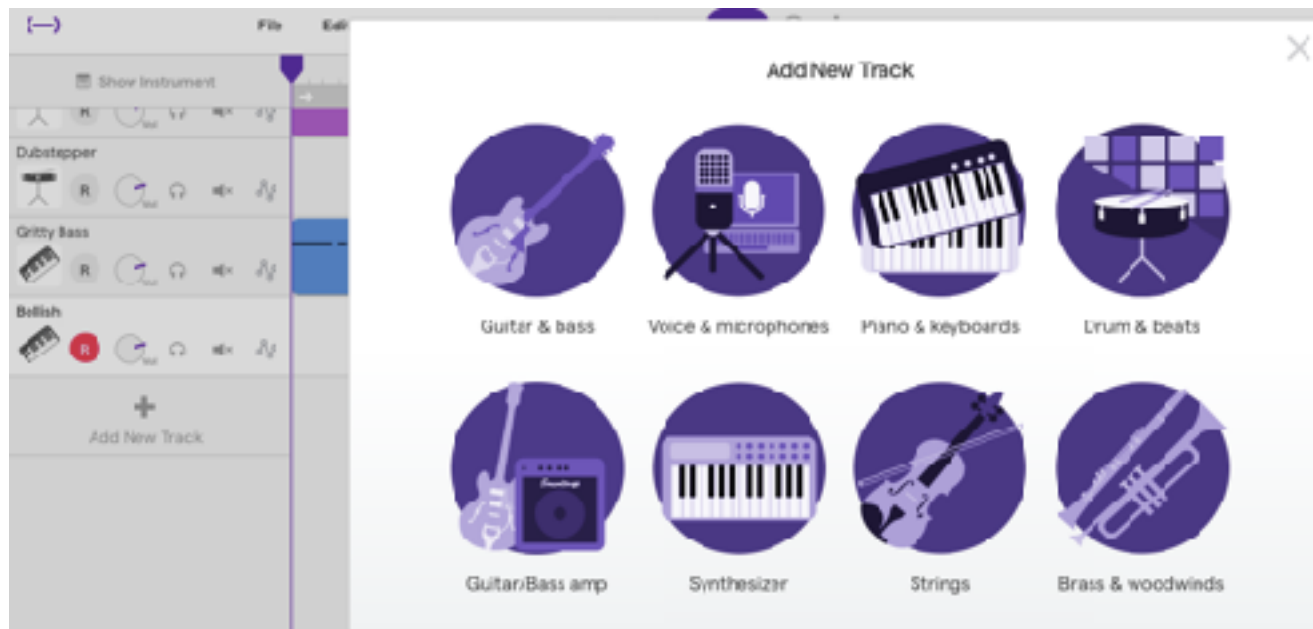 File Edi
Show Instrument
R
Dubstepper
R
Gritty Bass
R
Bellish
R
Add New Track
Add New Track
Guitar & bass
Voice & microphones
Piano & keyboards
Drum & beats
Guitar/Bass amp
Synthesizer
Strings
Brass & woodwinds